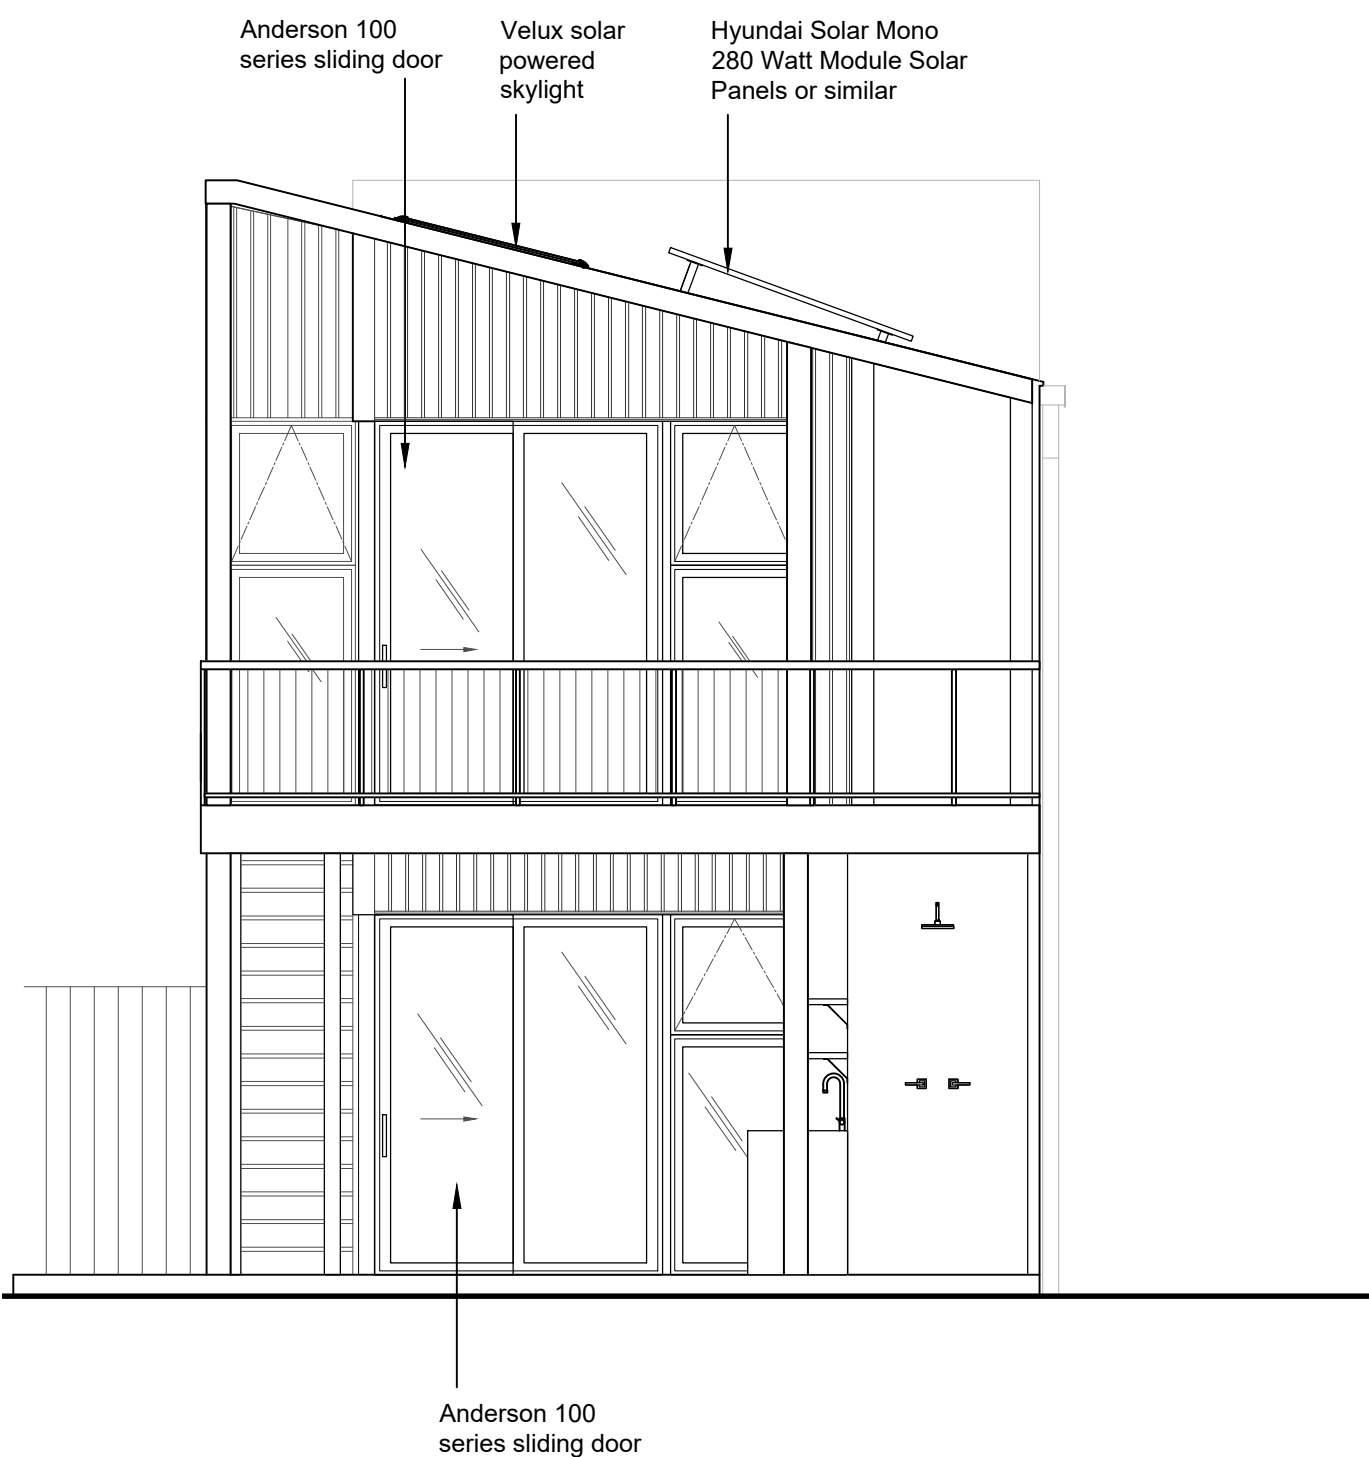 Anderson 100
series sliding door
Velux solar
powered
skylight
Hyundai Solar Mono
280 Watt Module Solar
Panels or similar
Anderson 100
series sliding door